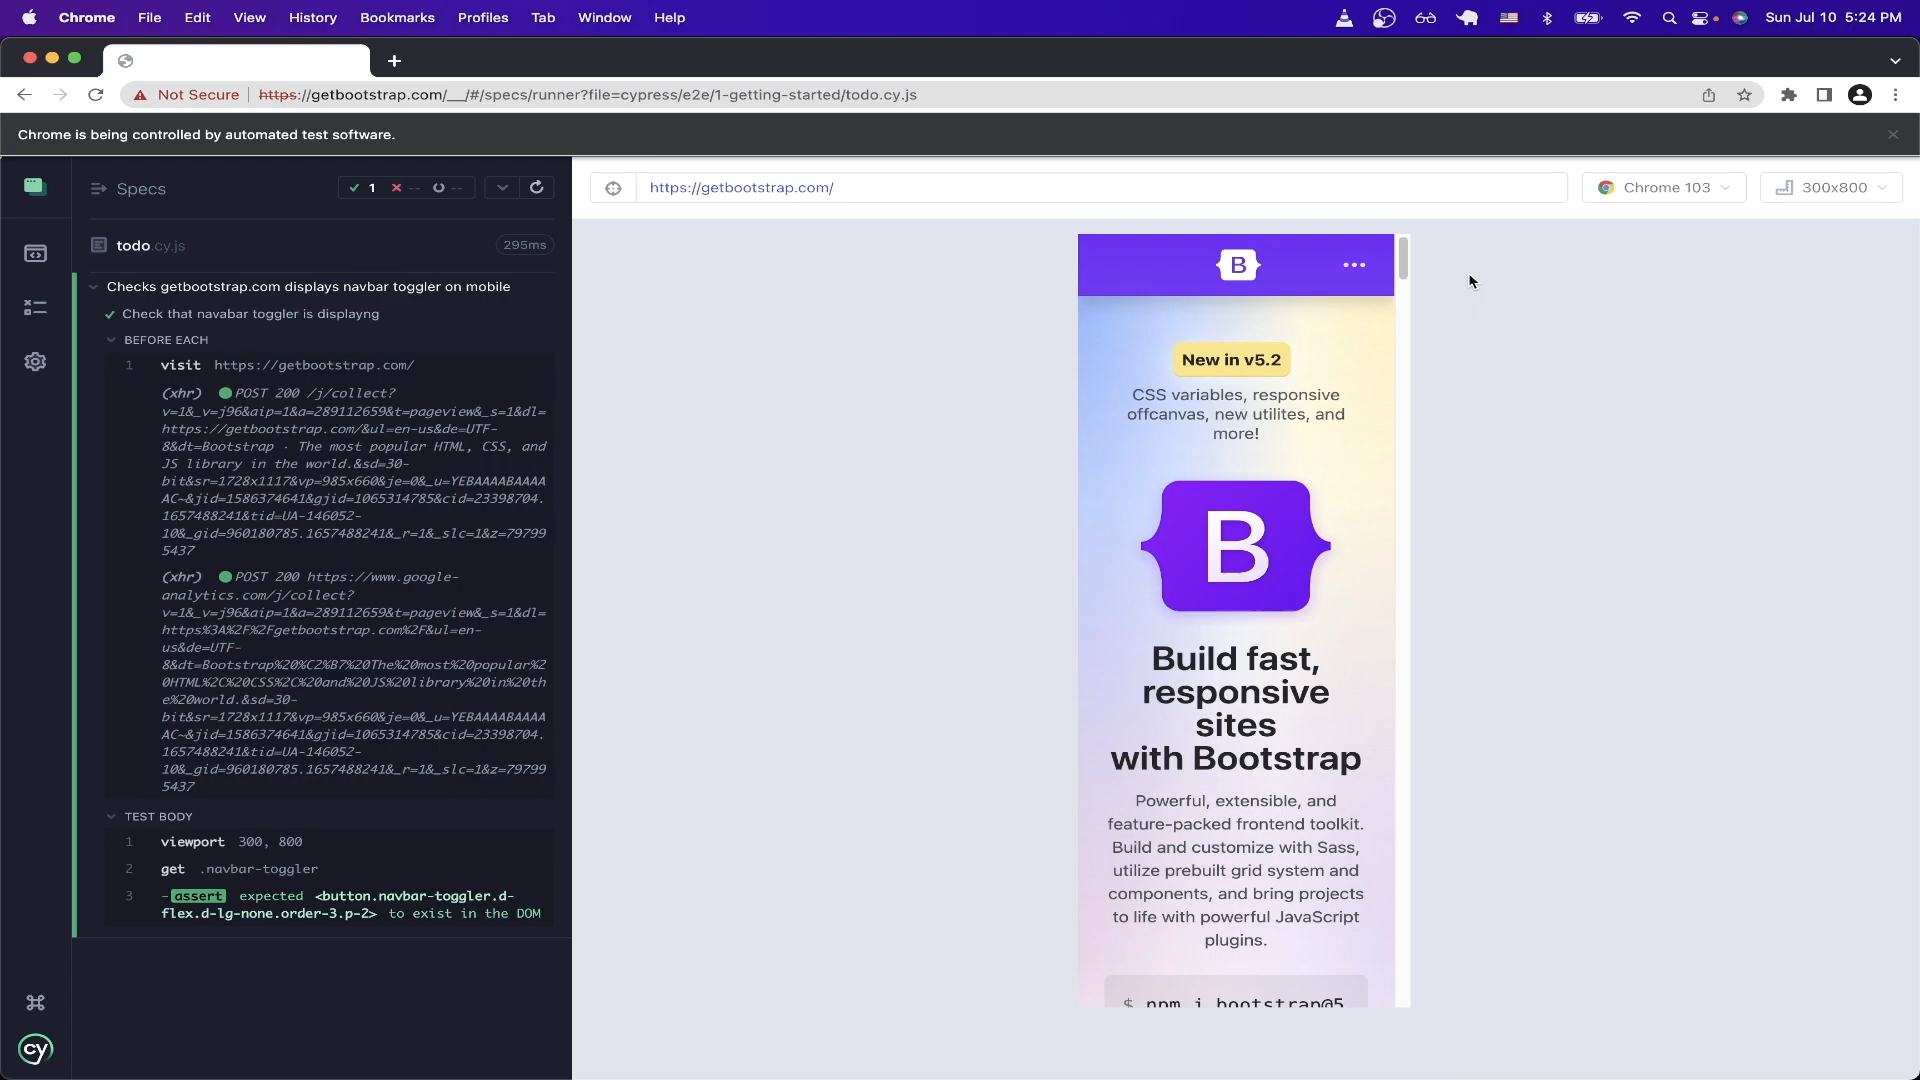 Chrome File Edit View History Bookmarks Profiles Tab Window Help Sun Jul 10 5:24 PM
Not Secure https://getbootstrap.com/__/#/specs/runner?file=cypress/e2e/1-getting-started/todo.cy.js
Chrome is being controlled by automated test software.
Specs 1 -- --
https://getbootstrap.com/ Chrome 103 300x800
todo.cy.js 295ms
Checks getbootstrap.com displays navbar toggler on mobile
Check that navabar toggler is displayng
BEFORE EACH
1 visit https://getbootstrap.com/
(xhr) POST 200 /j/collect?
v=1&_v=j96&aip=1&a=289112659&t=pageview&_s=1&dl=
https://getbootstrap.com/&ul=en-us&de=UTF-
8&dt=Bootstrap · The most popular HTML, CSS, and
JS library in the world.&sd=30-
bit&sr=1728x1117&vp=985x660&je=0&_u=YEBAAAABAAAA
AC~&jid=1586374641&gjid=1065314785&cid=23398704.
1657488241&tid=UA-146052-
10&_gid=960180785.1657488241&_r=1&_slc=1&z=79799
5437
(xhr) POST 200 https://www.google-
analytics.com/j/collect?
v=1&_v=j96&aip=1&a=289112659&t=pageview&_s=1&dl=
https%3A%2F%2Fgetbootstrap.com%2F&ul=en-
us&de=UTF-
8&dt=Bootstrap%20%C2%B7%20The%20most%20popular%2
0HTML%2C%20CSS%2C%20and%20JS%20library%20in%20th
e%20world.&sd=30-
bit&sr=1728x1117&vp=985x660&je=0&_u=YEBAAAABAAAA
AC~&jid=1586374641&gjid=1065314785&cid=23398704.
1657488241&tid=UA-146052-
10&_gid=960180785.1657488241&_r=1&_slc=1&z=79799
5437
TEST BODY
1 viewport 300, 800
2 get .navbar-toggler
3 -assert expected <button.navbar-toggler.d-
flex.d-lg-none.order-3.p-2> to exist in the DOM
cy
B
New in v5.2
CSS variables, responsive
offcanvas, new utilites, and
more!
B
Build fast,
responsive
sites
with Bootstrap
Powerful, extensible, and
feature-packed frontend toolkit.
Build and customize with Sass,
utilize prebuilt grid system and
components, and bring projects
to life with powerful JavaScript
plugins.
$ npm i bootstrap@5